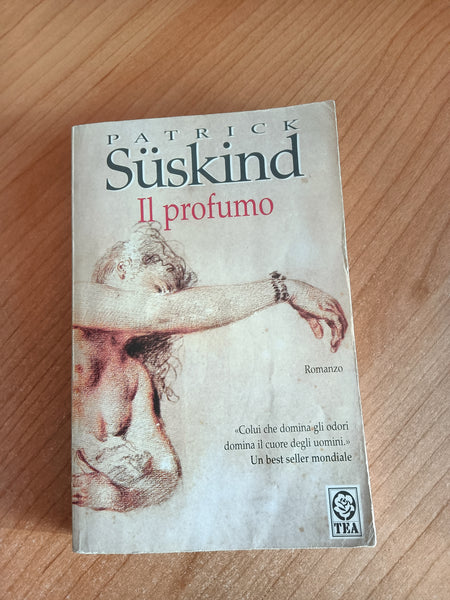 PATRICK
Süskind
Il profumo
Romanzo
«Colui che domina gli odori
domina il cuore degli uomini.»
Un best seller mondiale
TEA